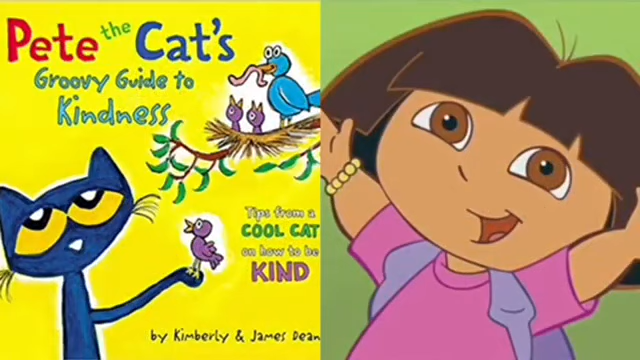 Pete the Cat's
Groovy Guide to
Kindness
Tips from a
COOL CAT
on how to be
KIND
by Kimberly & James Dean